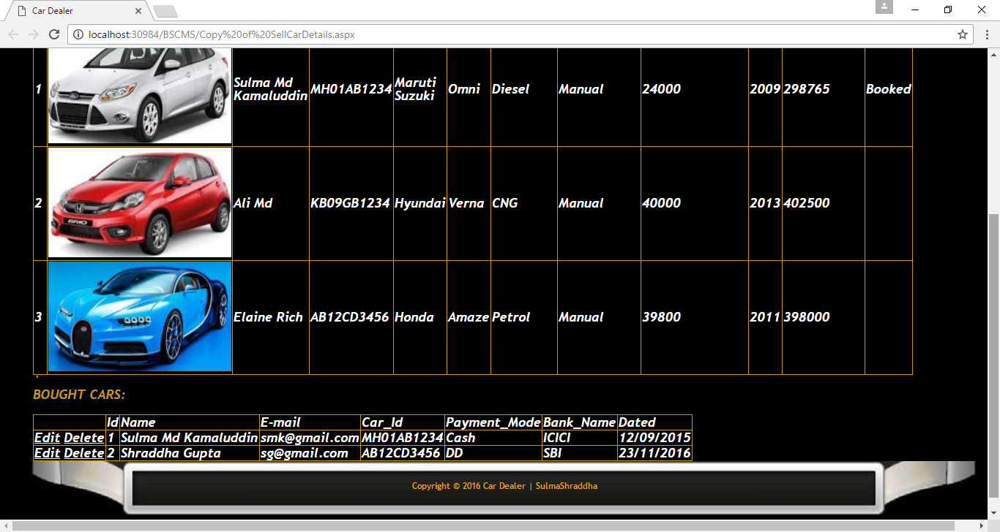 Car Dealer
localhost:30984/BSCMS/Copy%20of%20SellCarDetails.aspx
1 Sulma Md Kamaluddin MH01AB1234 Maruti Suzuki Omni Diesel Manual 24000 2009 298765 Booked
BRIO
2 Ali Md KB09GB1234 Hyundai Verna CNG Manual 40000 2013 402500
3 Elaine Rich AB12CD3456 Honda Amaze Petrol Manual 39800 2011 398000
BOUGHT CARS:
Id Name E-mail Car_Id Payment_Mode Bank_Name Dated
Edit Delete 1 Sulma Md Kamaluddin smk@gmail.com MH01AB1234 Cash ICICI 12/09/2015
Edit Delete 2 Shraddha Gupta sg@gmail.com AB12CD3456 DD SBI 23/11/2016
Copyright © 2016 Car Dealer | SulmaShraddha